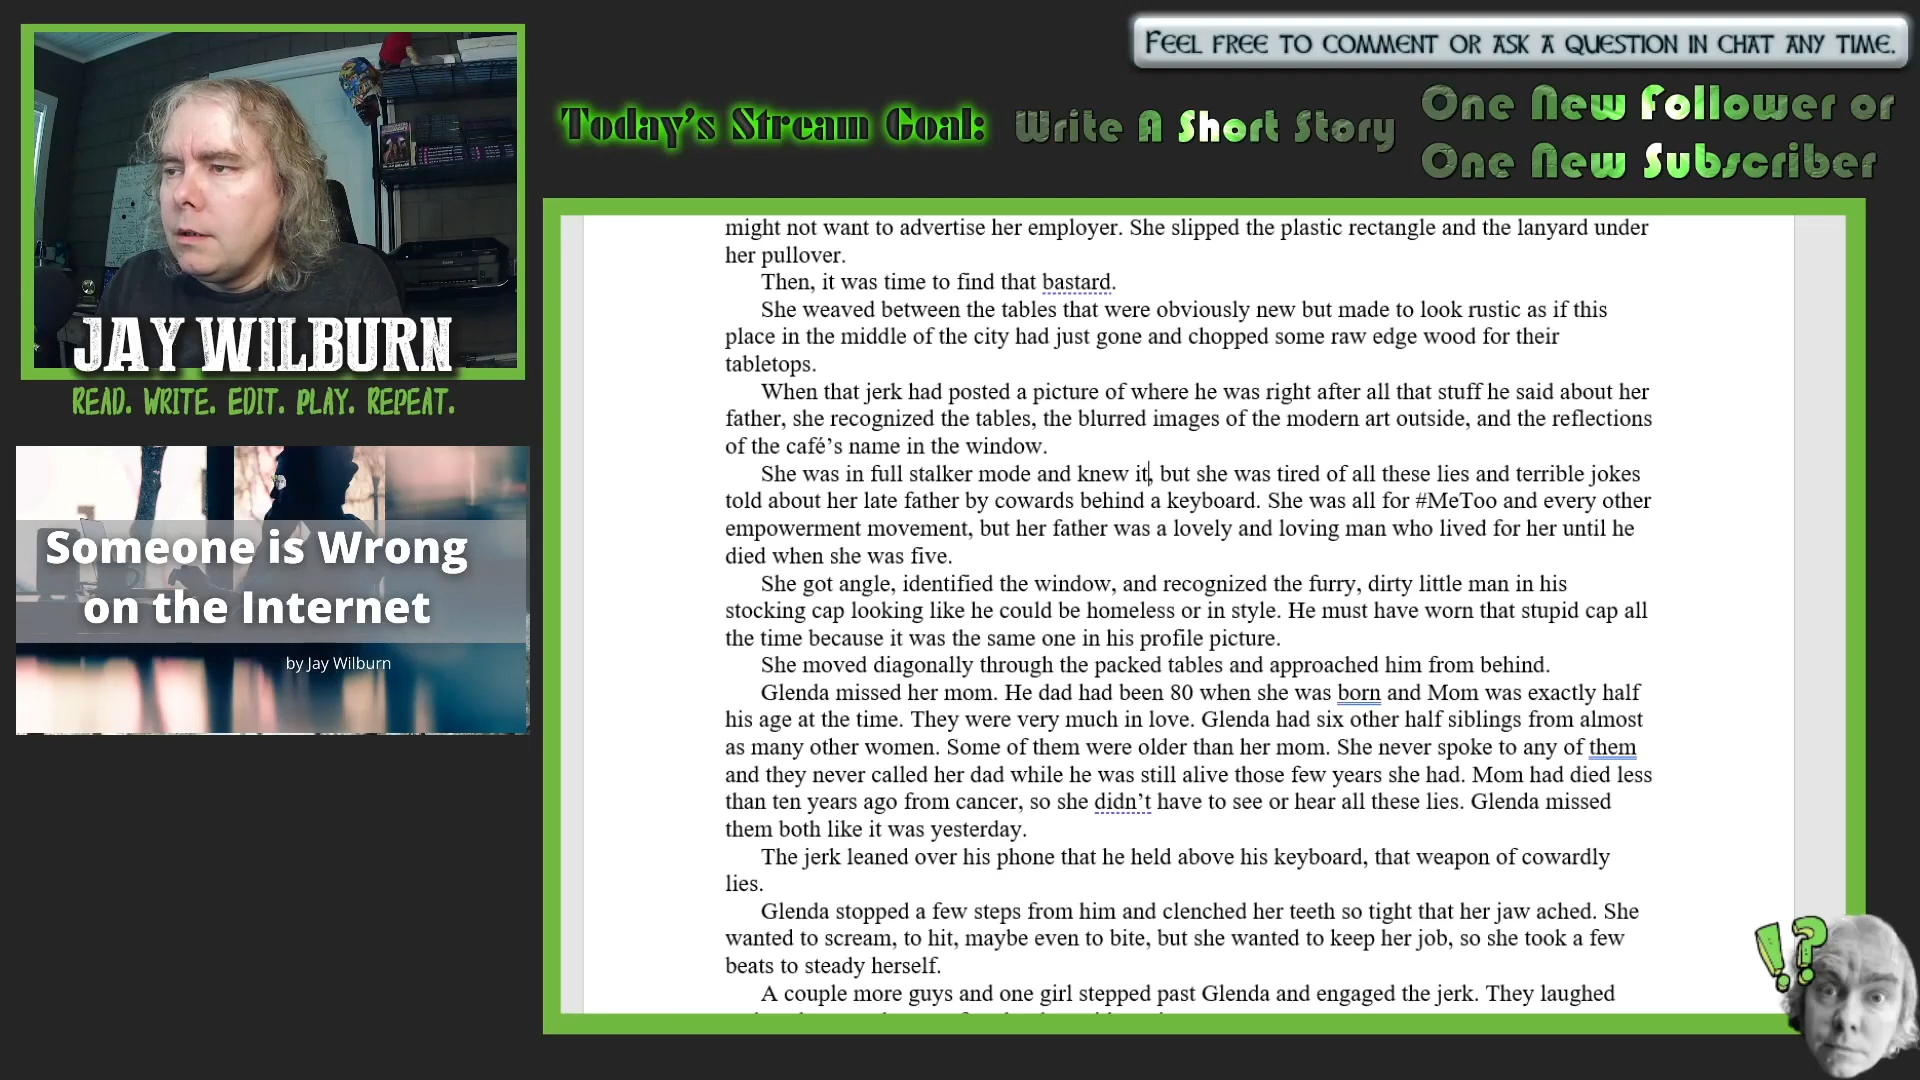 FEEL FREE TO COMMENT OR ASK A QUESTION IN CHAT ANY TIME.
Today's Stream Goal:
Write A Short Story
One New Follower or
One New Subscriber
JAY WILBURN
READ. WRITE. EDIT. PLAY. REPEAT.
Someone is Wrong
on the Internet
by Jay Wilburn
might not want to advertise her employer. She slipped the plastic rectangle and the lanyard under
her pullover.
Then, it was time to find that bastard.
She weaved between the tables that were obviously new but made to look rustic as if this
place in the middle of the city had just gone and chopped some raw edge wood for their
tabletops.
When that jerk had posted a picture of where he was right after all that stuff he said about her
father, she recognized the tables, the blurred images of the modern art outside, and the reflections
of the café’s name in the window.
She was in full stalker mode and knew it, but she was tired of all these lies and terrible jokes
told about her late father by cowards behind a keyboard. She was all for #MeToo and every other
empowerment movement, but her father was a lovely and loving man who lived for her until he
died when she was five.
She got angle, identified the window, and recognized the furry, dirty little man in his
stocking cap looking like he could be homeless or in style. He must have worn that stupid cap all
the time because it was the same one in his profile picture.
She moved diagonally through the packed tables and approached him from behind.
Glenda missed her mom. He dad had been 80 when she was born and Mom was exactly half
his age at the time. They were very much in love. Glenda had six other half siblings from almost
as many other women. Some of them were older than her mom. She never spoke to any of them
and they never called her dad while he was still alive those few years she had. Mom had died less
than ten years ago from cancer, so she didn’t have to see or hear all these lies. Glenda missed
them both like it was yesterday.
The jerk leaned over his phone that he held above his keyboard, that weapon of cowardly
lies.
Glenda stopped a few steps from him and clenched her teeth so tight that her jaw ached. She
wanted to scream, to hit, maybe even to bite, but she wanted to keep her job, so she took a few
beats to steady herself.
A couple more guys and one girl stepped past Glenda and engaged the jerk. They laughed
!?